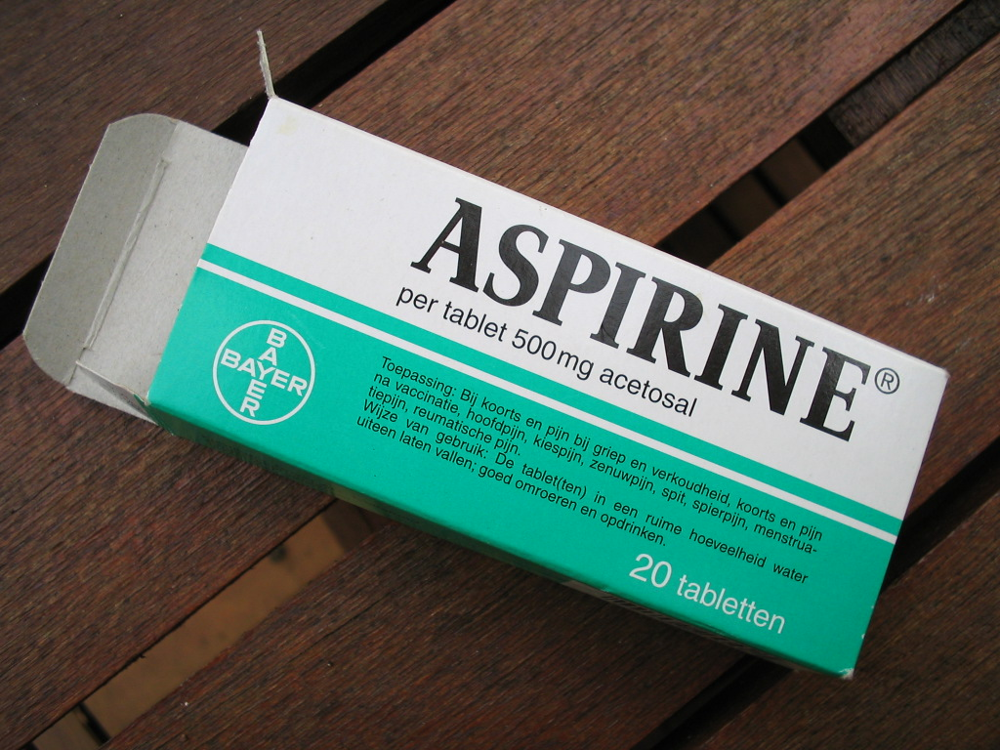 ASPIRINE®
per tablet 500mg acetosal
BAYER
BAYER
Toepassing: Bij koorts en pijn bij griep en verkoudheid, koorts en pijn
na vaccinatie, hoofdpijn, kiespijn, zenuwpijn, spit, spierpijn, menstrua-
tiepijn, reumatische pijn.
Wijze van gebruik: De tablet(ten) in een ruime hoeveelheid water
uiteen laten vallen; goed omroeren en opdrinken.
20 tabletten